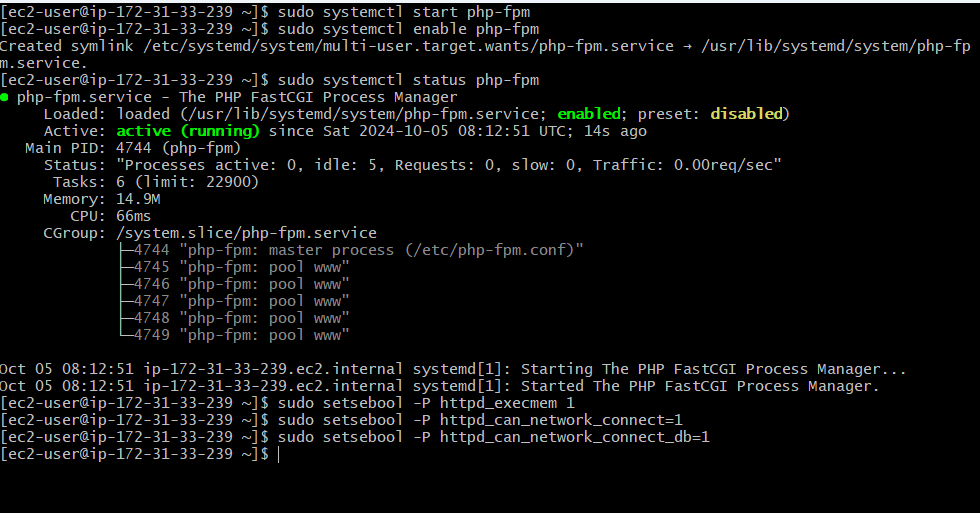 [ec2-user@ip-172-31-33-239 ~]$ sudo systemctl start php-fpm
[ec2-user@ip-172-31-33-239 ~]$ sudo systemctl enable php-fpm
Created symlink /etc/systemd/system/multi-user.target.wants/php-fpm.service → /usr/lib/systemd/system/php-fp
m.service.
[ec2-user@ip-172-31-33-239 ~]$ sudo systemctl status php-fpm
● php-fpm.service - The PHP FastCGI Process Manager
     Loaded: loaded (/usr/lib/systemd/system/php-fpm.service; enabled; preset: disabled)
     Active: active (running) since Sat 2024-10-05 08:12:51 UTC; 14s ago
   Main PID: 4744 (php-fpm)
     Status: "Processes active: 0, idle: 5, Requests: 0, slow: 0, Traffic: 0.00req/sec"
      Tasks: 6 (limit: 22900)
     Memory: 14.9M
        CPU: 66ms
     CGroup: /system.slice/php-fpm.service
             ├─4744 "php-fpm: master process (/etc/php-fpm.conf)"
             ├─4745 "php-fpm: pool www"
             ├─4746 "php-fpm: pool www"
             ├─4747 "php-fpm: pool www"
             ├─4748 "php-fpm: pool www"
             └─4749 "php-fpm: pool www"
Oct 05 08:12:51 ip-172-31-33-239.ec2.internal systemd[1]: Starting The PHP FastCGI Process Manager...
Oct 05 08:12:51 ip-172-31-33-239.ec2.internal systemd[1]: Started The PHP FastCGI Process Manager.
[ec2-user@ip-172-31-33-239 ~]$ sudo setsebool -P httpd_execmem 1
[ec2-user@ip-172-31-33-239 ~]$ sudo setsebool -P httpd_can_network_connect=1
[ec2-user@ip-172-31-33-239 ~]$ sudo setsebool -P httpd_can_network_connect_db=1
[ec2-user@ip-172-31-33-239 ~]$